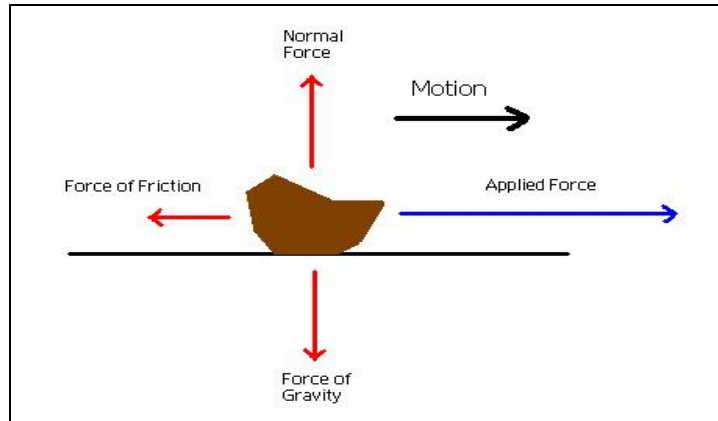 Normal
Force
Motion
Force of Friction
Applied Force
Force of
Gravity